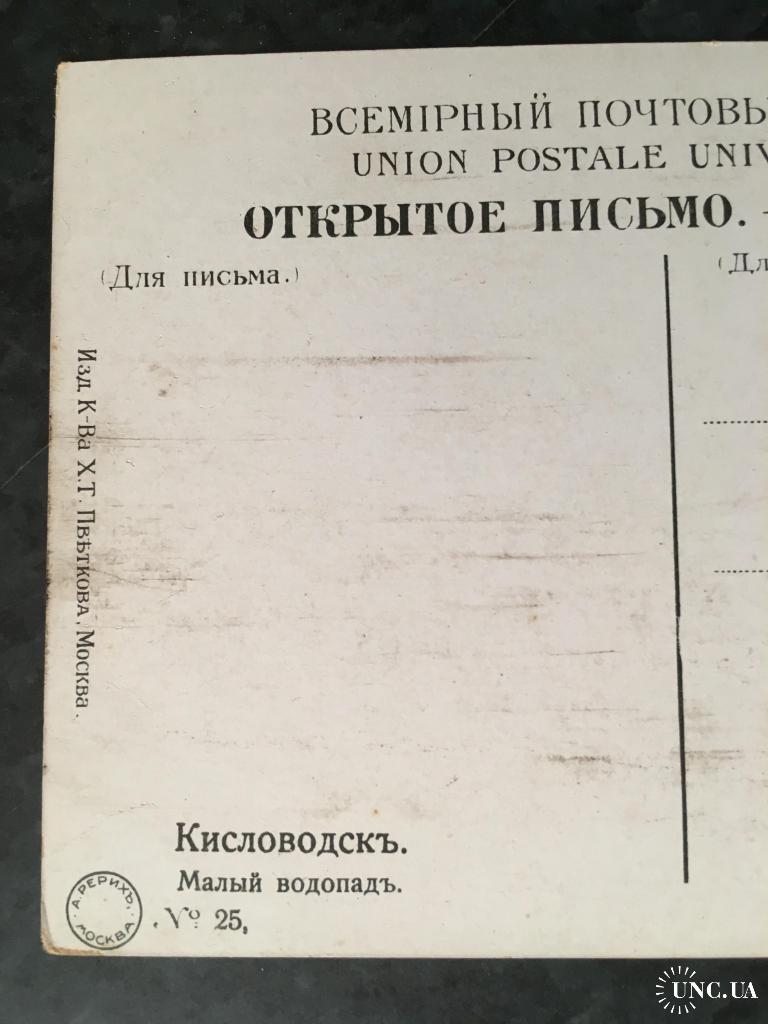 ВСЕМІРНЫЙ ПОЧТОВЫ
UNION POSTALE UNIV
ОТКРЫТОЕ ПИСЬМО. -
(Для письма.)
(Дл
Изд. К-Ва Х.Т. Цвѣткова, Москва.
Кисловодскъ.
Малый водопадъ.
№ 25,
А. РЕРИХЪ.
МОСКВА
UNC.UA